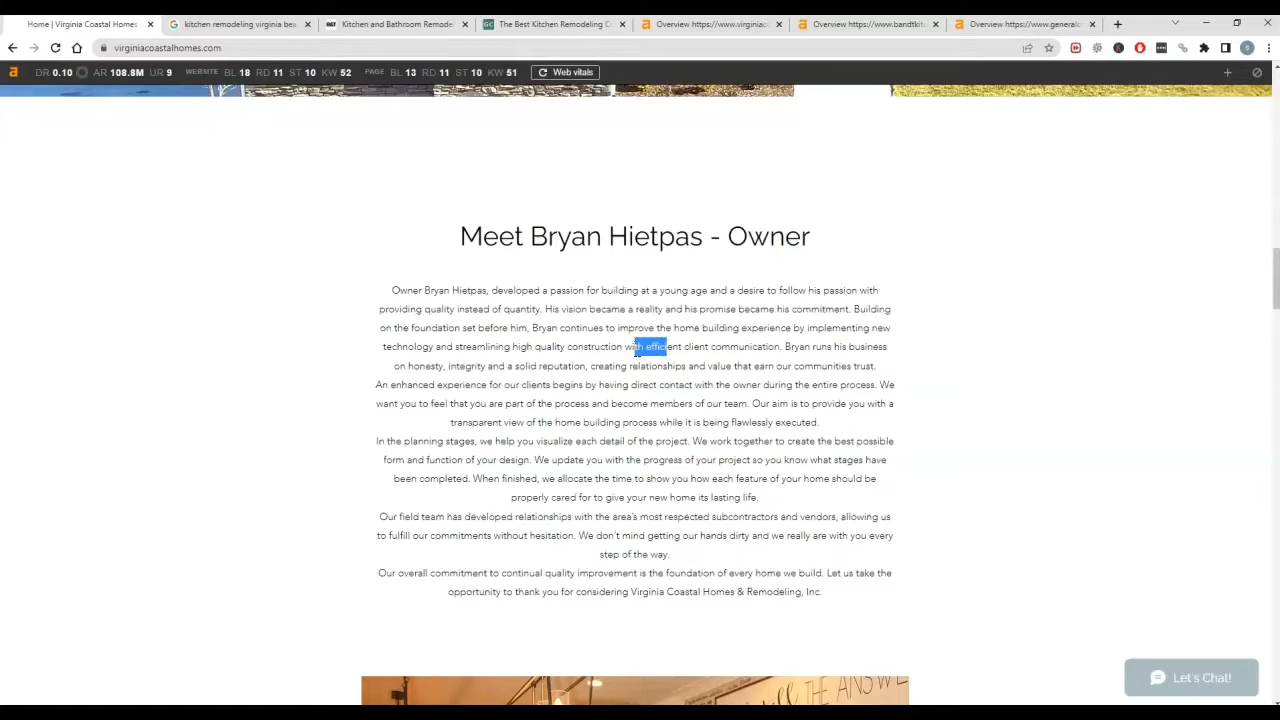 Home | Virginia Coastal Homes
kitchen remodeling virginia bea
Kitchen and Bathroom Remode
The Best Kitchen Remodeling C
Overview https://www.virginiac
Overview https://www.bandtkit
Overview https://www.generalc
virginiacoastalhomes.com
DR 0.10 AR 108.8M UR 9 WEBSITE BL 18 RD 11 ST 10 KW 52 PAGE BL 13 RD 11 ST 10 KW 51 Web vitals
Meet Bryan Hietpas - Owner
Owner Bryan Hietpas, developed a passion for building at a young age and a desire to follow his passion with
providing quality instead of quantity. His vision became a reality and his promise became his commitment. Building
on the foundation set before him, Bryan continues to improve the home building experience by implementing new
technology and streamlining high quality construction with efficient client communication. Bryan runs his business
on honesty, integrity and a solid reputation, creating relationships and value that earn our communities trust.
An enhanced experience for our clients begins by having direct contact with the owner during the entire process. We
want you to feel that you are part of the process and become members of our team. Our aim is to provide you with a
transparent view of the home building process while it is being flawlessly executed.
In the planning stages, we help you visualize each detail of the project. We work together to create the best possible
form and function of your design. We update you with the progress of your project so you know what stages have
been completed. When finished, we allocate the time to show you how each feature of your home should be
properly cared for to give your new home its lasting life.
Our field team has developed relationships with the area's most respected subcontractors and vendors, allowing us
to fulfill our commitments without hesitation. We don't mind getting our hands dirty and we really are with you every
step of the way.
Our overall commitment to continual quality improvement is the foundation of every home we build. Let us take the
opportunity to thank you for considering Virginia Coastal Homes & Remodeling, Inc.
Let's Chat!
THE ANSWE